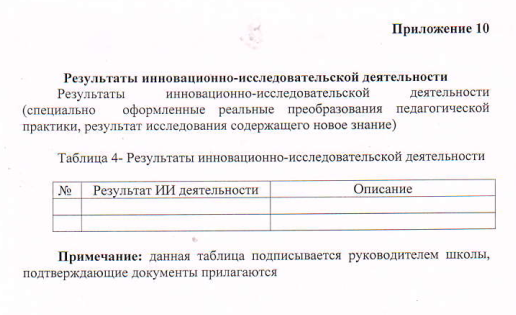 Приложение 10
Результаты инновационно-исследовательской деятельности
Результаты инновационно-исследовательской деятельности
(специально оформленные реальные преобразования педагогической
практики, результат исследования содержащего новое знание)
Таблица 4- Результаты инновационно-исследовательской деятельности
№ Результат ИИ деятельности Описание
Примечание: данная таблица подписывается руководителем школы,
подтверждающие документы прилагаются